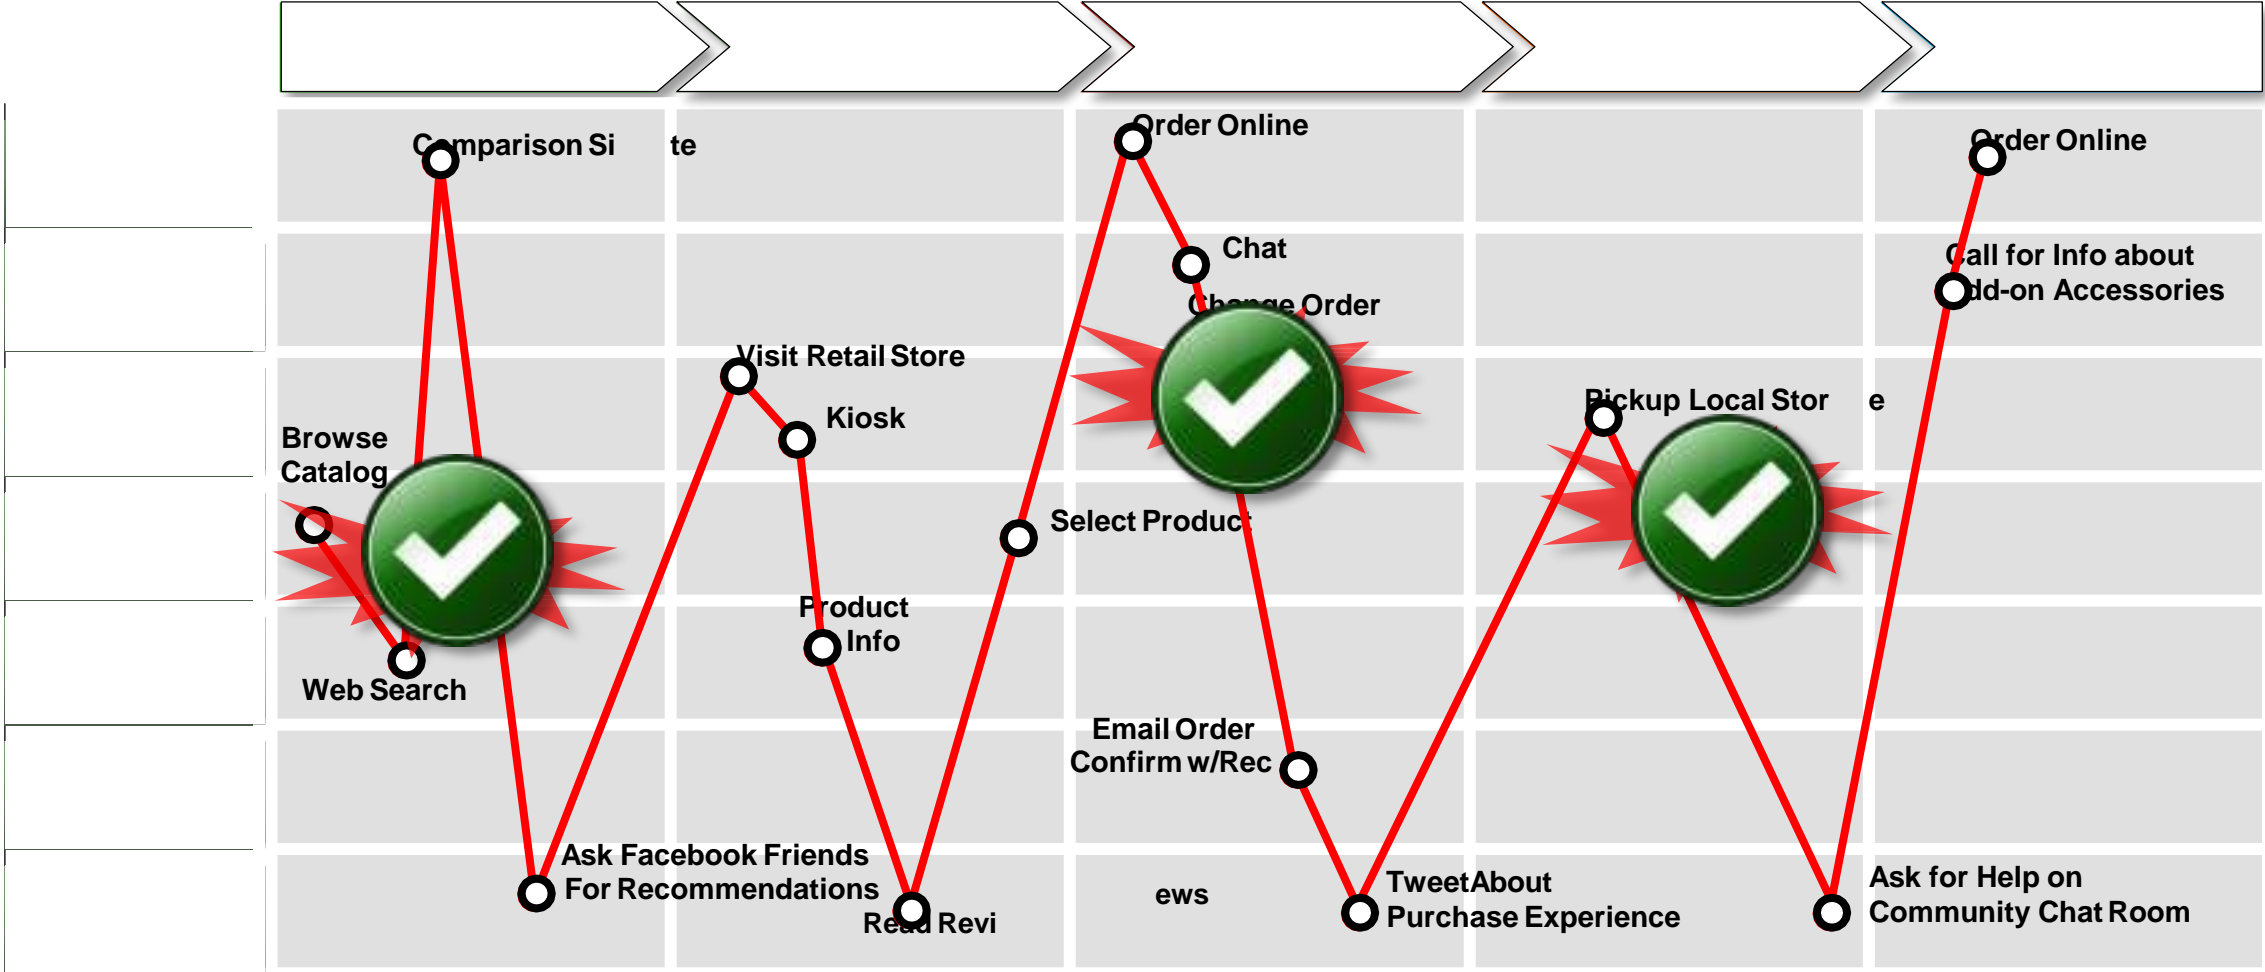 Order Online
Comparison Si te
Order Online
Chat
Call for Info about
Add-on Accessories
Change Order
Visit Retail Store
Pickup Local Stor e
Kiosk
Browse
Catalog
Select Product
Product
Info
Web Search
Email Order
Confirm w/Rec
Ask Facebook Friends
For Recommendations
Read Revi ews
TweetAbout
Purchase Experience
Ask for Help on
Community Chat Room